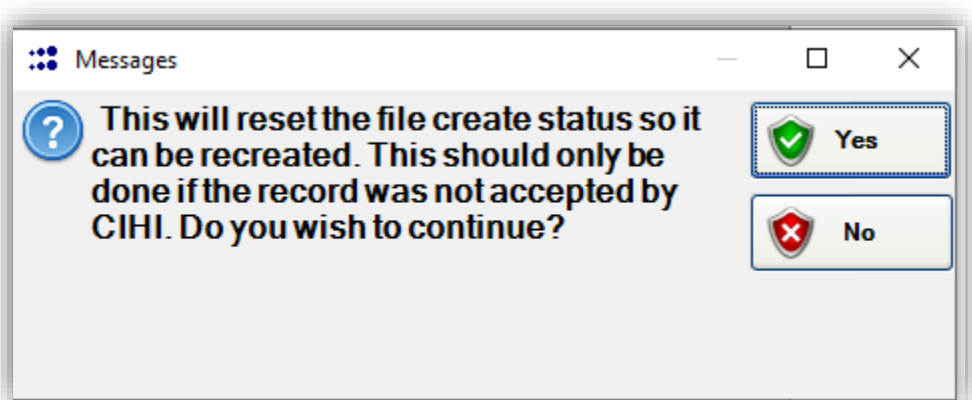 Messages
This will reset the file create status so it
can be recreated. This should only be
done if the record was not accepted by
CIHI. Do you wish to continue?
Yes
No